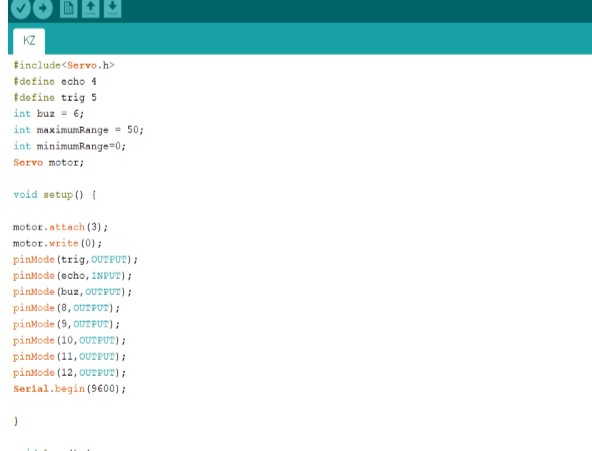 KZ
#include<Servo.h>
#define echo 4
#define trig 5
int buz = 6;
int maximumRange = 50;
int minimumRange=0;
Servo motor;
void setup() {
motor.attach(3);
motor.write(0);
pinMode(trig,OUTPUT);
pinMode(echo,INPUT);
pinMode(buz,OUTPUT);
pinMode(8,OUTPUT);
pinMode(9,OUTPUT);
pinMode(10,OUTPUT);
pinMode(11,OUTPUT);
pinMode(12,OUTPUT);
Serial.begin(9600);
}